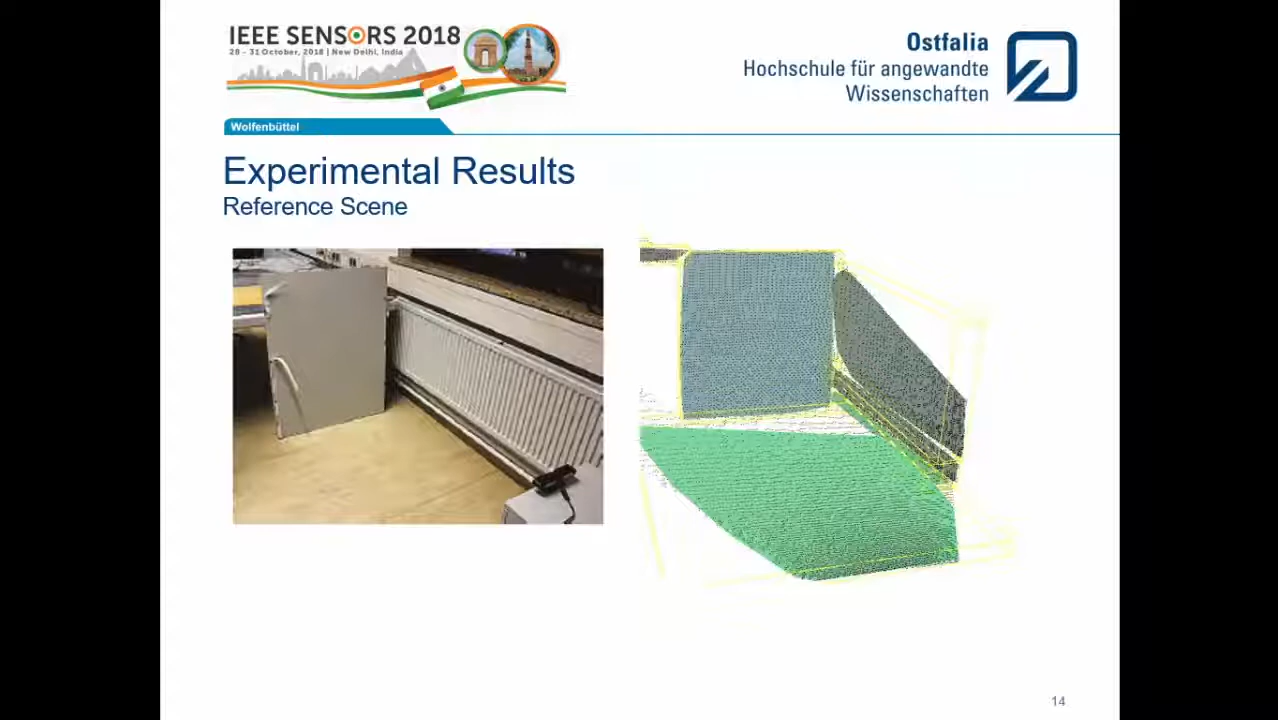 IEEE SENSORS 2018
28 - 31 October, 2018 | New Delhi, India
Ostfalia
Hochschule für angewandte
Wissenschaften
Wolfenbüttel
Experimental Results
Reference Scene
14